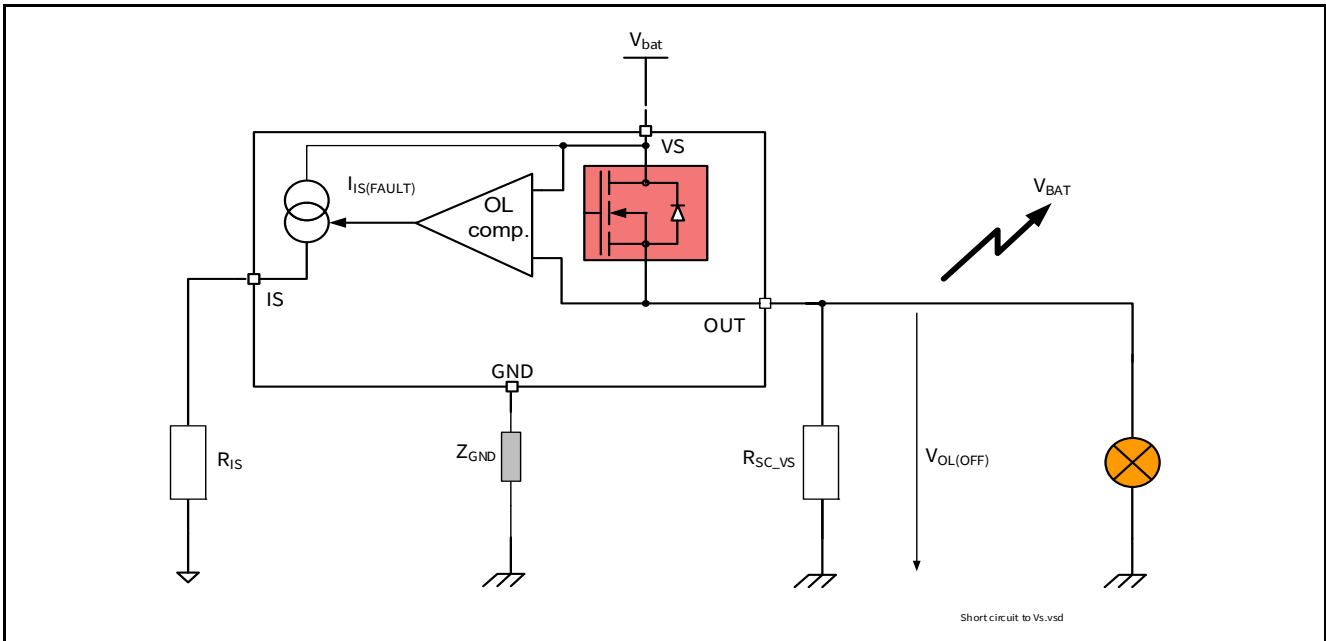 Vbat
VS
IIS(FAULT)
OL
comp.
VBAT
IS
OUT
GND
RIS
ZGND
RSC_VS
VOL(OFF)
Short circuit to Vs.vsd